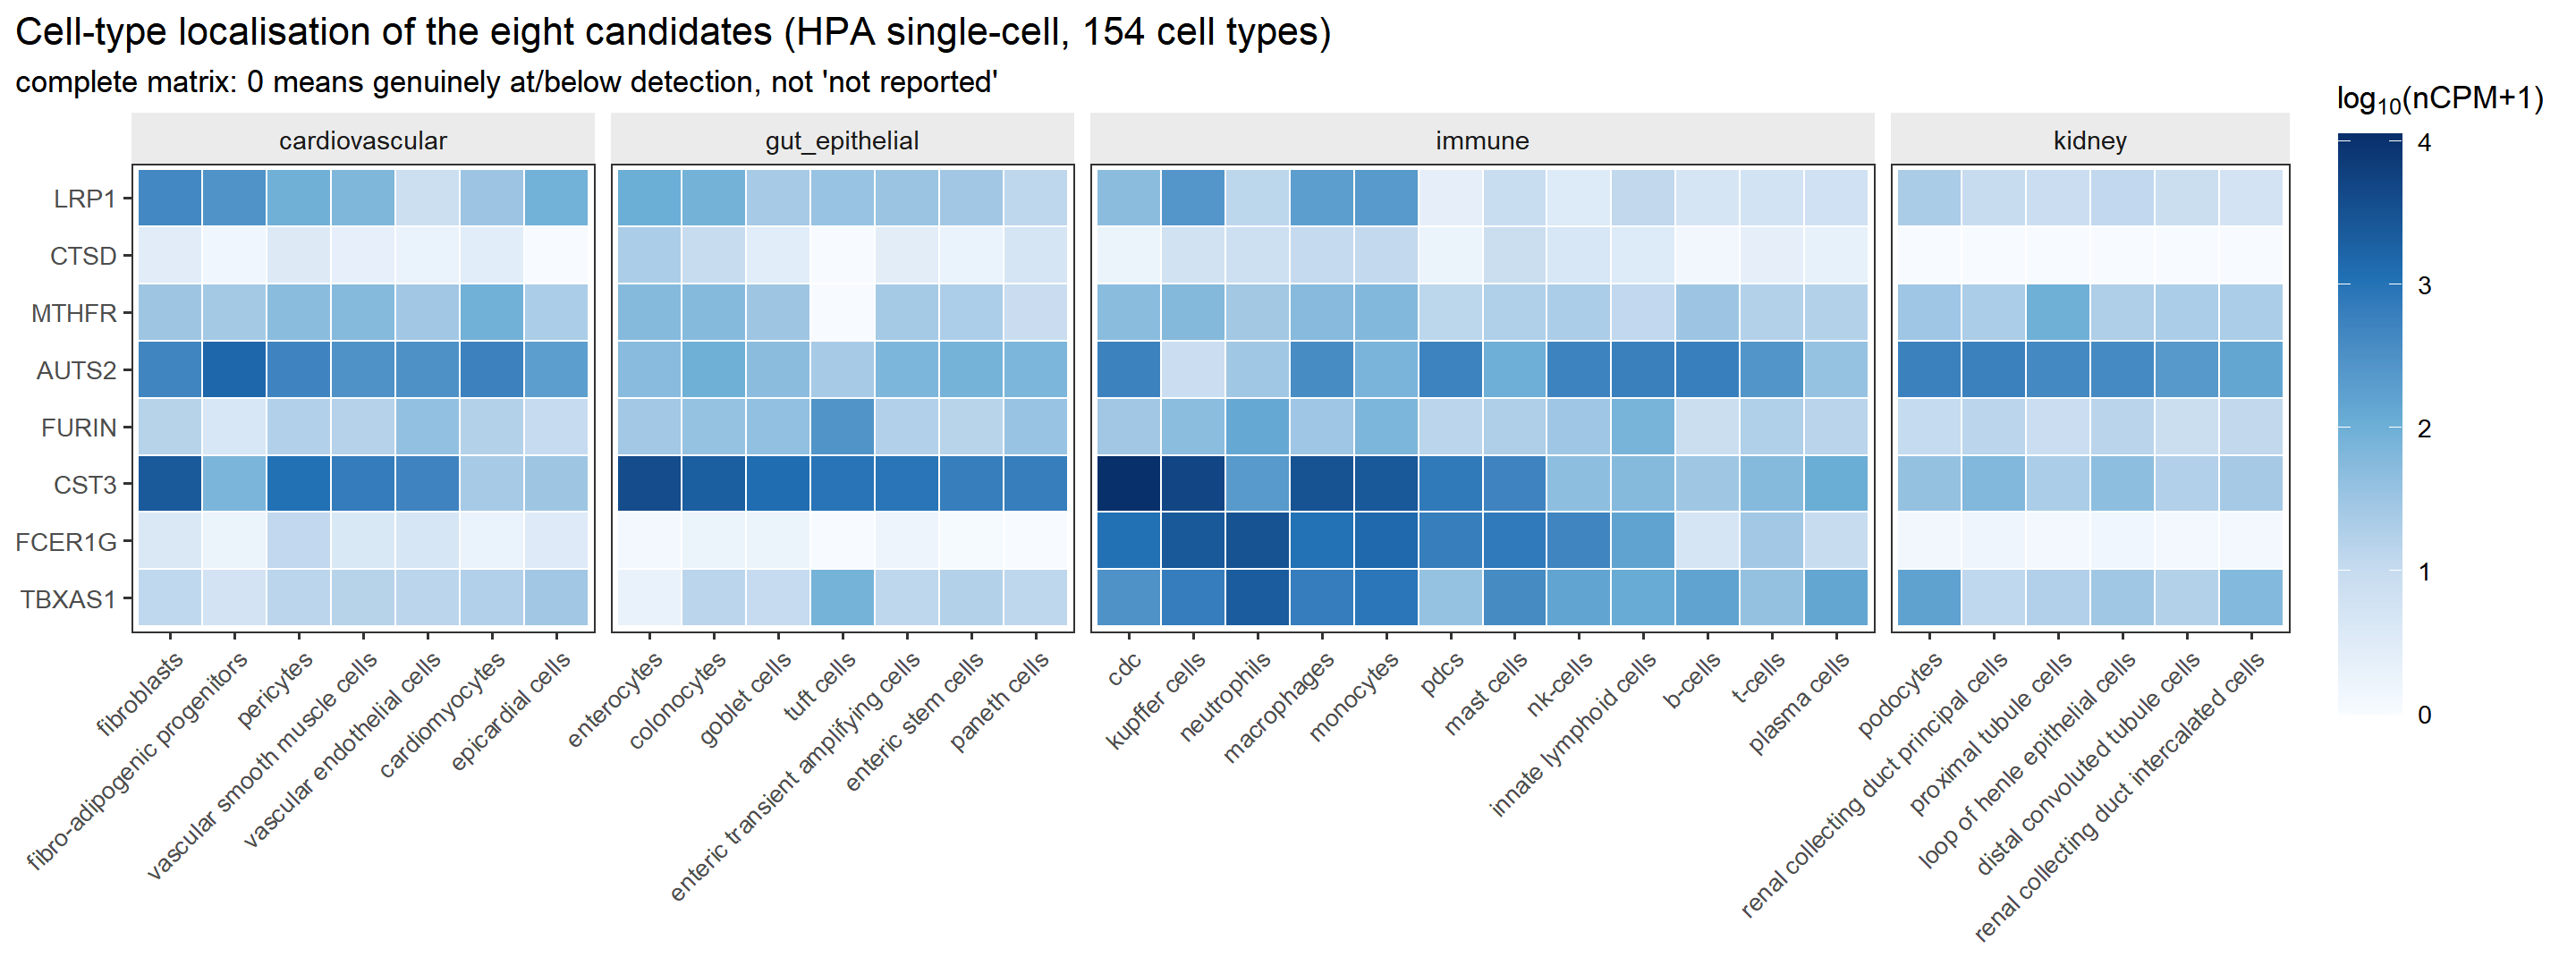 Cell-type localisation of the eight candidates (HPA single-cell, 154 cell types)
complete matrix: 0 means genuinely at/below detection, not 'not reported'
log10(nCPM+1)
4
3
2
1
0
cardiovascular
gut_epithelial
immune
kidney
LRP1
CTSD
MTHFR
AUTS2
FURIN
CST3
FCER1G
TBXAS1
fibroblasts
fibro-adipogenic progenitors
pericytes
vascular smooth muscle cells
vascular endothelial cells
cardiomyocytes
epicardial cells
enterocytes
colonocytes
goblet cells
tuft cells
enteric transient amplifying cells
enteric stem cells
paneth cells
cdc
kupffer cells
neutrophils
macrophages
monocytes
pdcs
mast cells
nk-cells
innate lymphoid cells
b-cells
t-cells
plasma cells
podocytes
renal collecting duct principal cells
proximal tubule cells
loop of henle epithelial cells
distal convoluted tubule cells
renal collecting duct intercalated cells